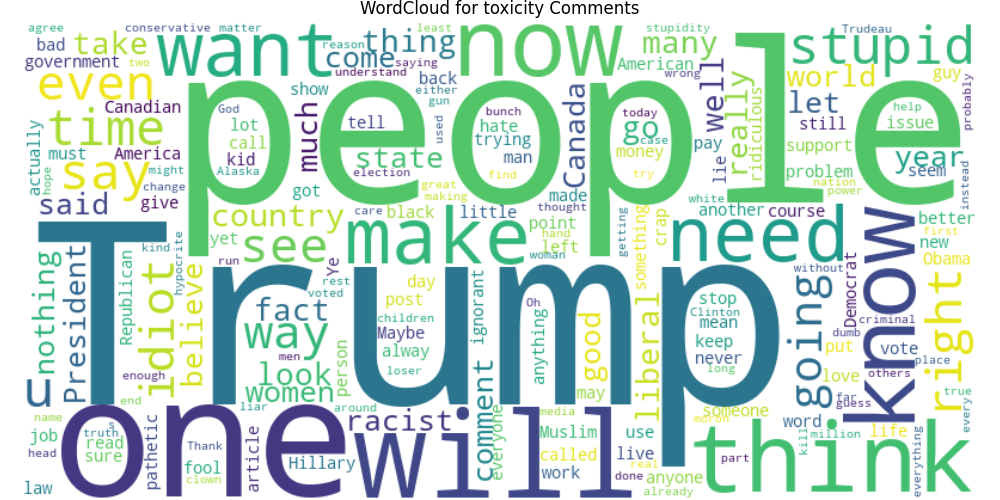 WordCloud for toxicity Comments
agree
conservative
matter
want
thing
now
stupidity
Trudeau
stupid
bad
take
two
reason
come
saying
many
government
understand
American
wrong
world
guy
even
show
back
either
gun
well
really
ridiculous
probably
Canadian
God
people
bunch
today
let
help
time
lot
much
tell
used
hate
Canada
go
case
still
issue
actually
call
trying
pay
support
must
America
kid
state
man
money
lie
year
say
might
Alaska
election
find
try
problem
seem
hope
change
got
great
making
made
nation
power
instead
said
give
country
care
black
little
thought
white
another
course
better
yet
see
make
point
hand
left
getting
something
crap
need
know
new
first
kind
hypocrite
run
Ye
woman
Obama
nothing
President
Republican
idiot
believe
Trump
rest
voted
day
post
ignorant
without
going
Democrat
right
fact
children
Oh
stop
Clinton
mean
criminal
way
Maybe
anything
good
liberal
keep
dumb
vote
men
alway
never
put
place
look
person
loser
long
others
enough
women
may
love
true
u
end
liar
around
someone
far
guess
every
name
one
racist
will
comment
everyone
media
moron
word
think
job
s
truth
pathetic
Thank
article
Muslim
use
kill
million
life
head
read
sure
fool
Hillary
called
live
real
part
everything
law
clown
work
done
anyone
already